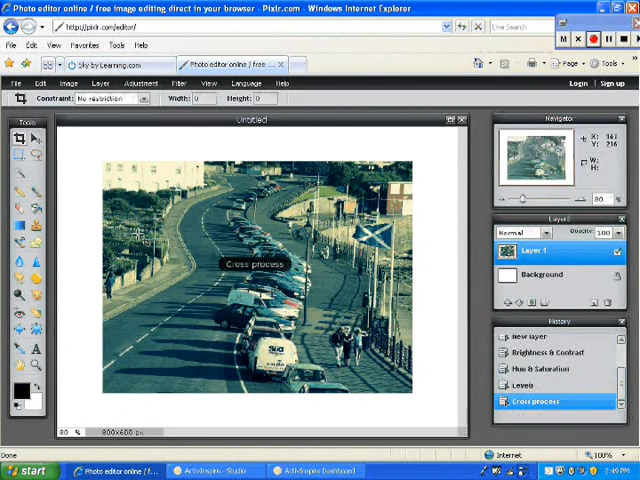 Photo editor online / free image editing direct in your browser - Pixlr.com - Windows Internet Explorer
https://pixlr.com/editor/
Live Search
File Edit View Favorites Tools Help
Sky by Learning.com
Photo editor online / free ...
Page Tools
File Edit Image Layer Adjustment Filter View Language Help Login Sign up
Constraint: No restriction Width: 0 Height: 0
Tools
Untitled
Navigator
X: 161
Y: 216
W:
H:
80
Layers
Normal Opacity: 100
Layer 1
Background
Cross process
History
New layer
Brightness & Contrast
Hue & Saturation
Levels
Cross process
80 % 800x600 px
Done Internet 100%
start Photo editor online / f... ActivInspire - Studio ActivInspire Dashboard 2:49 PM